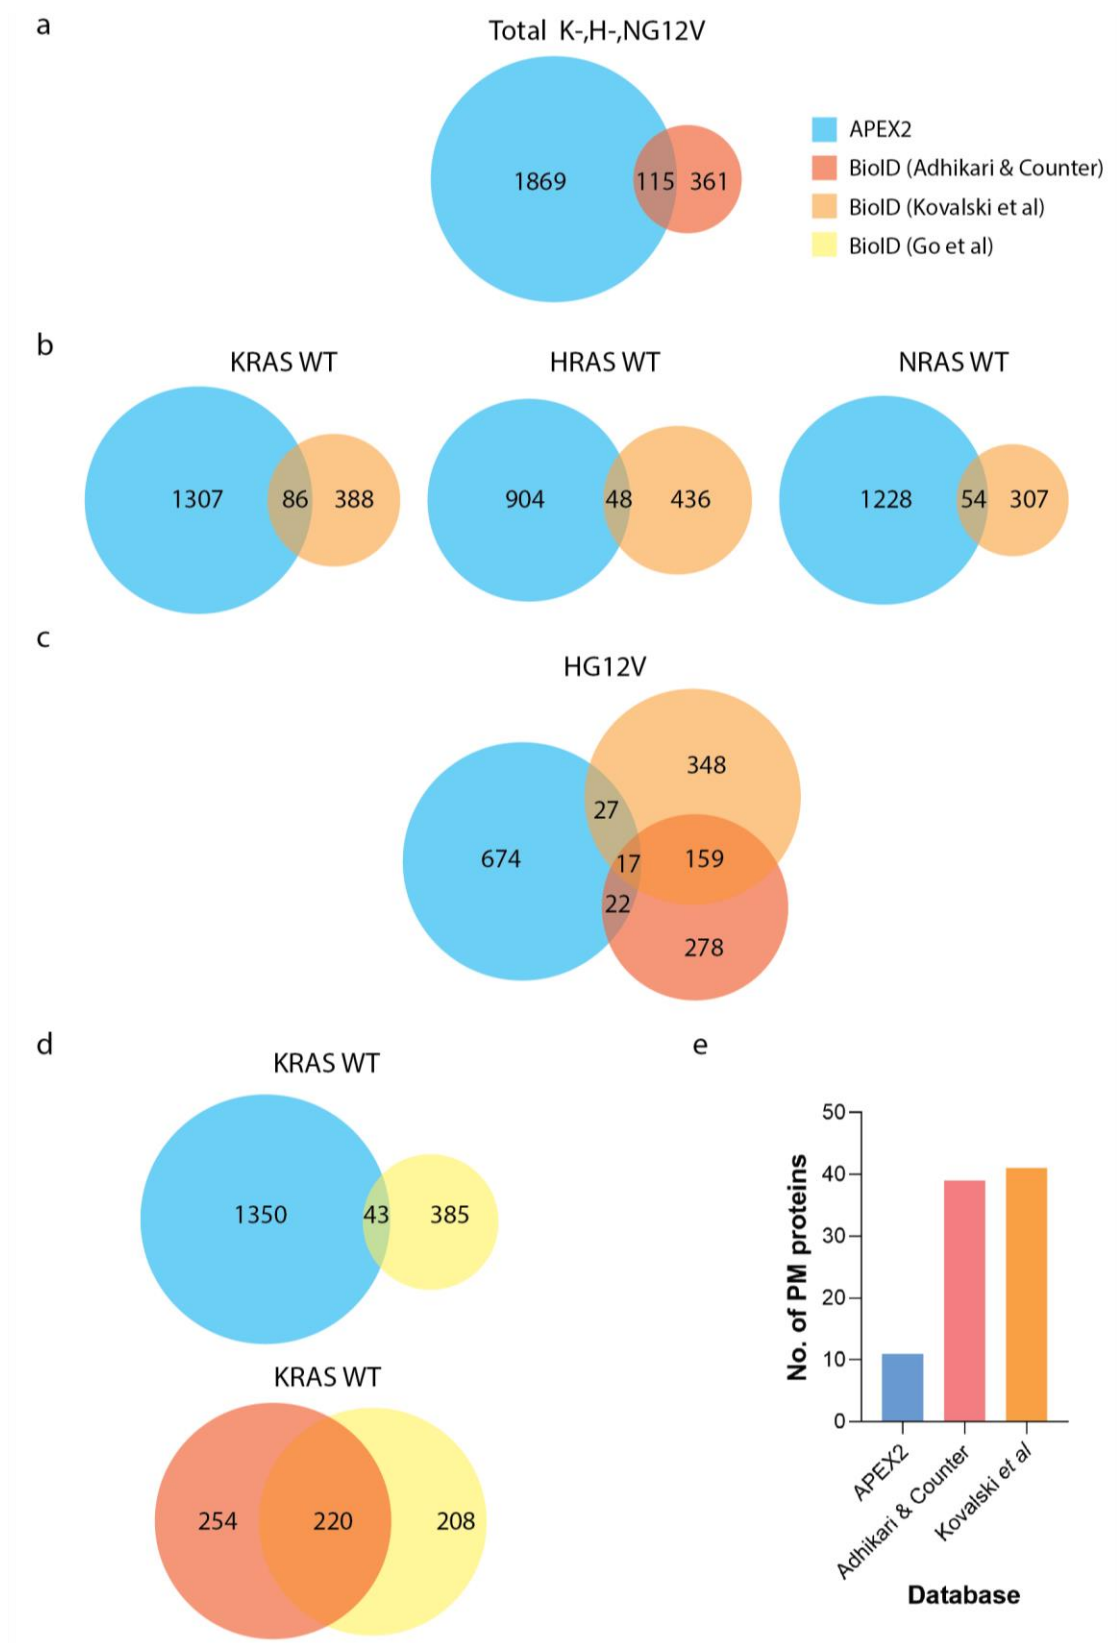 a
Total K-,H-,NG12V
1869
115
361
APEX2
BioID (Adhikari & Counter)
BioID (Kovalski et al)
BioID (Go et al)
b
KRAS WT
HRAS WT
NRAS WT
1307
86
388
904
48
436
1228
54
307
c
HG12V
348
27
674
17
159
22
278
d
KRAS WT
1350
43
385
KRAS WT
254
220
208
e
No. of PM proteins
50
40
30
20
10
0
APEX2
Adhikari & Counter
Kovalski et al
Database